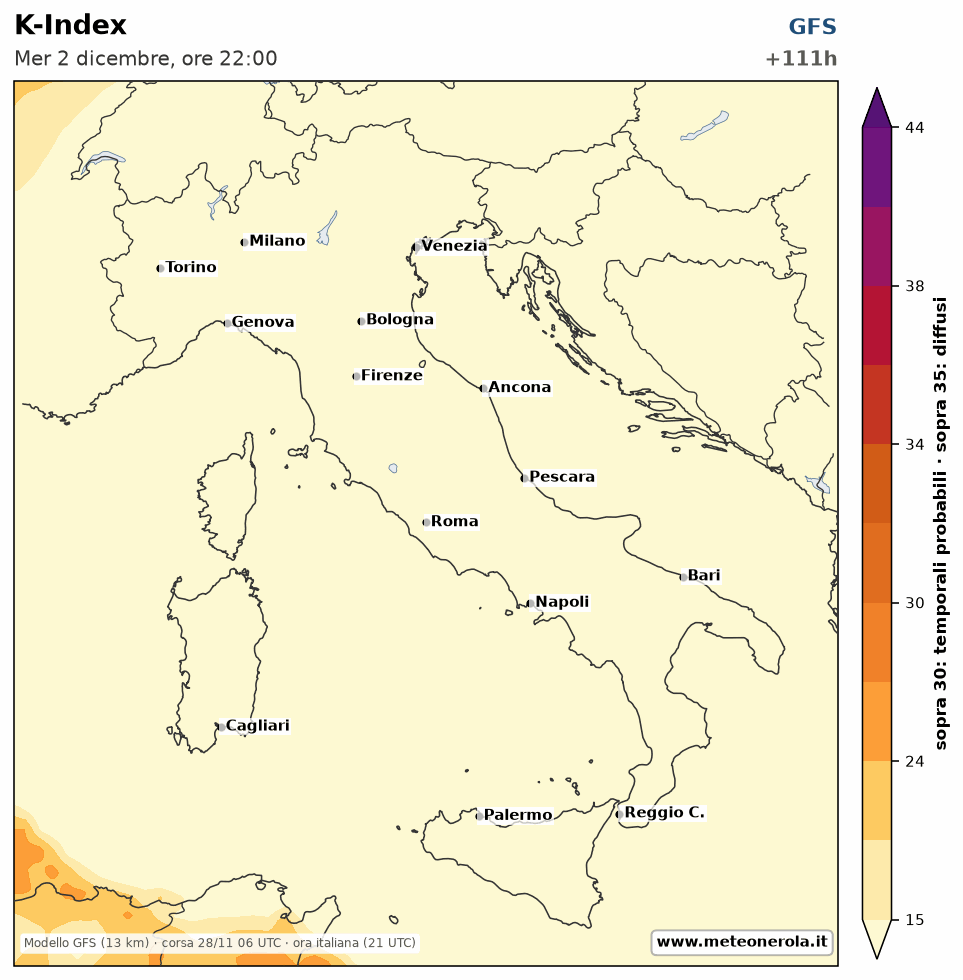 K-Index
GFS
Mer 2 dicembre, ore 22:00
+111h
44
38
34
30
24
15
sopra 30: temporali probabili · sopra 35: diffusi
Milano
Venezia
Torino
Genova
Bologna
Firenze
Ancona
Pescara
Roma
Bari
Napoli
Cagliari
Palermo
Reggio C.
Modello GFS (13 km) · corsa 28/11 06 UTC · ora italiana (21 UTC)
www.meteonerola.it